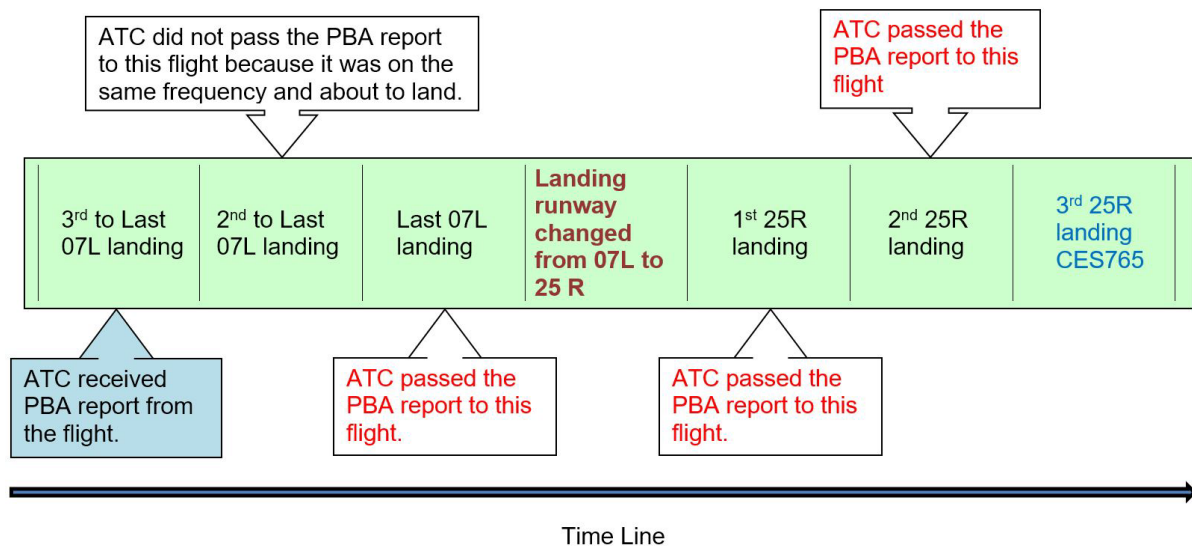 ATC did not pass the PBA report
to this flight because it was on the
same frequency and about to land.
ATC passed the
PBA report to this
flight
3rd to Last
07L landing
2nd to Last
07L landing
Last 07L
landing
Landing
runway
changed
from 07L to
25 R
1st 25R
landing
2nd 25R
landing
3rd 25R
landing
CES765
ATC received
PBA report from
the flight.
ATC passed the
PBA report to this
flight.
ATC passed the
PBA report to this
flight.
Time Line